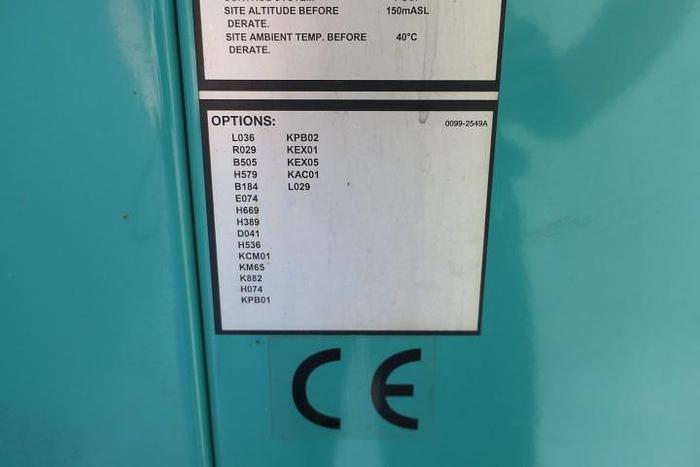 SITE ALTITUDE BEFORE 150mASL
DERATE.
SITE AMBIENT TEMP. BEFORE 40°C
DERATE.
OPTIONS: 0099-2549A
L036 KPB02
R029 KEX01
B505 KEX05
H579 KAC01
B184 L029
E074
H669
H389
D041
H536
KCM01
KM65
K882
H074
KPB01
CE